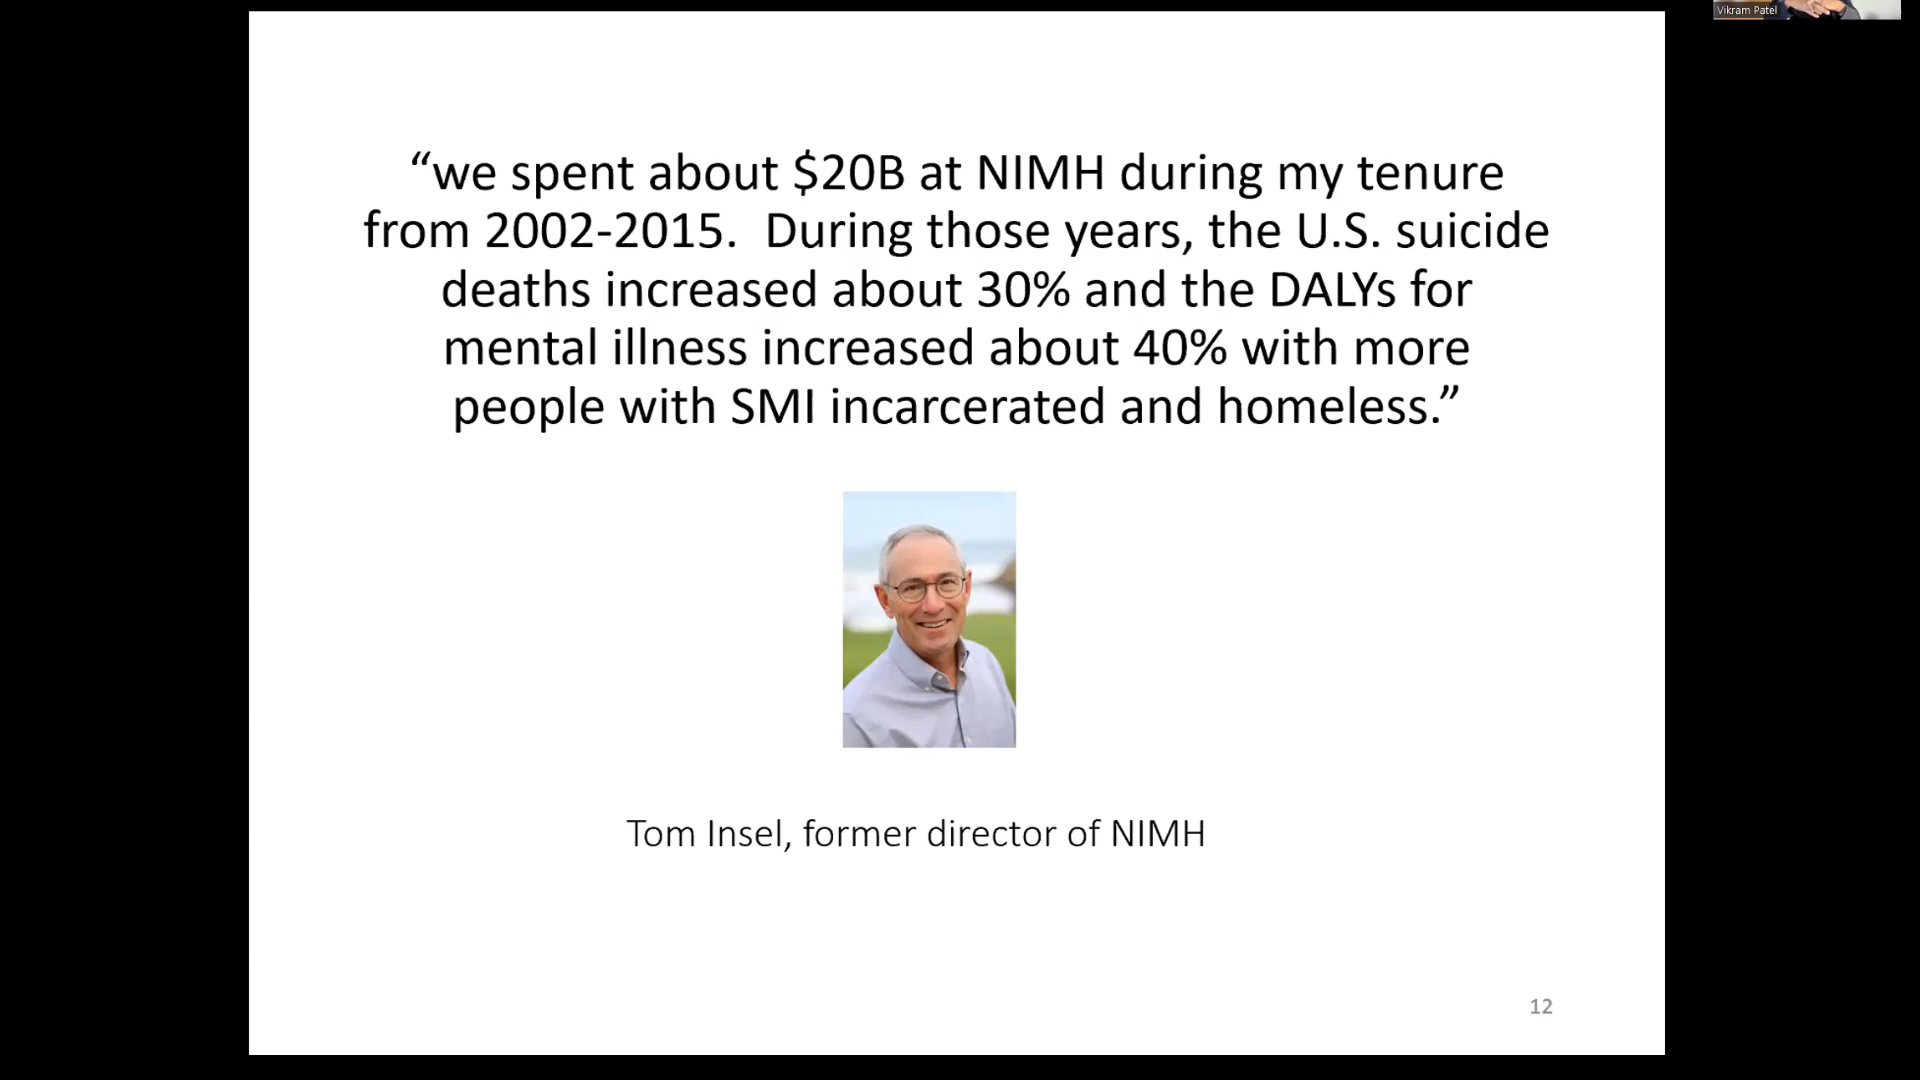 Vikram Patel
“we spent about $20B at NIMH during my tenure
from 2002-2015.  During those years, the U.S. suicide
deaths increased about 30% and the DALYs for
mental illness increased about 40% with more
people with SMI incarcerated and homeless.”
Tom Insel, former director of NIMH
12